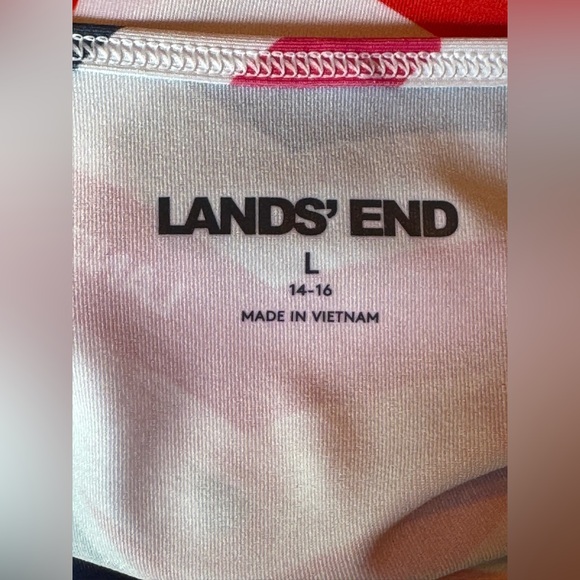 LANDS' END
L
14-16
MADE IN VIETNAM